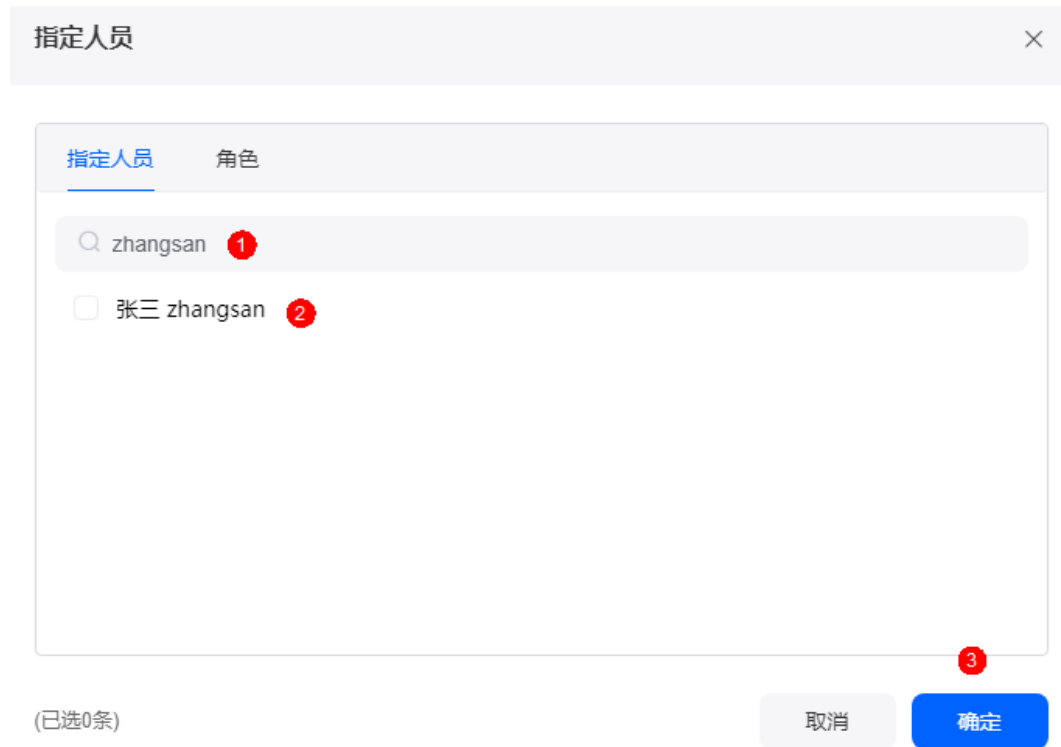 指定人员
指定人员 角色
zhangsan 1
张三 zhangsan 2
3
(已选0条) 取消 确定